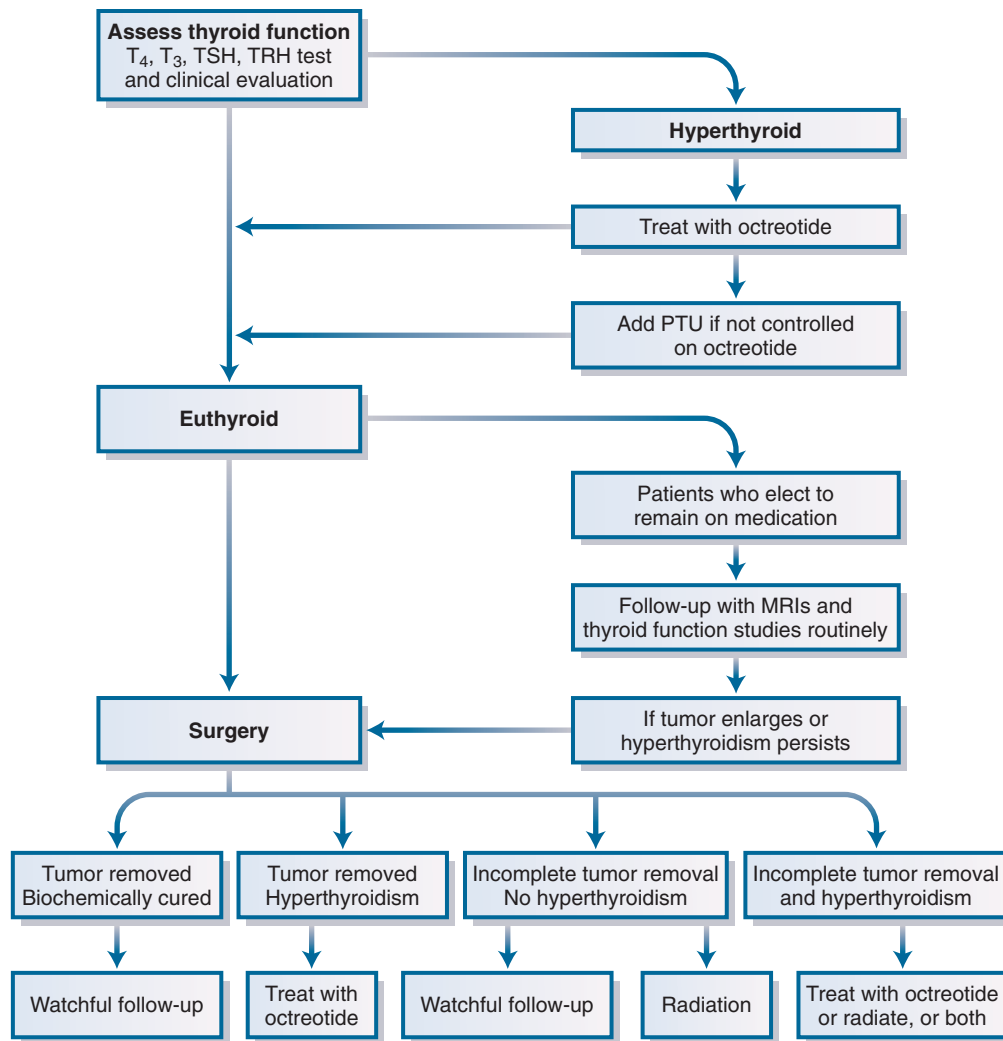 Assess thyroid function
T₄, T₃, TSH, TRH test
and clinical evaluation
Hyperthyroid
Treat with octreotide
Add PTU if not controlled
on octreotide
Euthyroid
Patients who elect to
remain on medication
Follow-up with MRIs and
thyroid function studies routinely
Surgery
If tumor enlarges or
hyperthyroidism persists
Tumor removed
Biochemically cured
Tumor removed
Hyperthyroidism
Incomplete tumor removal
No hyperthyroidism
Incomplete tumor removal
and hyperthyroidism
Watchful follow-up
Treat with
octreotide
Watchful follow-up
Radiation
Treat with octreotide
or radiate, or both